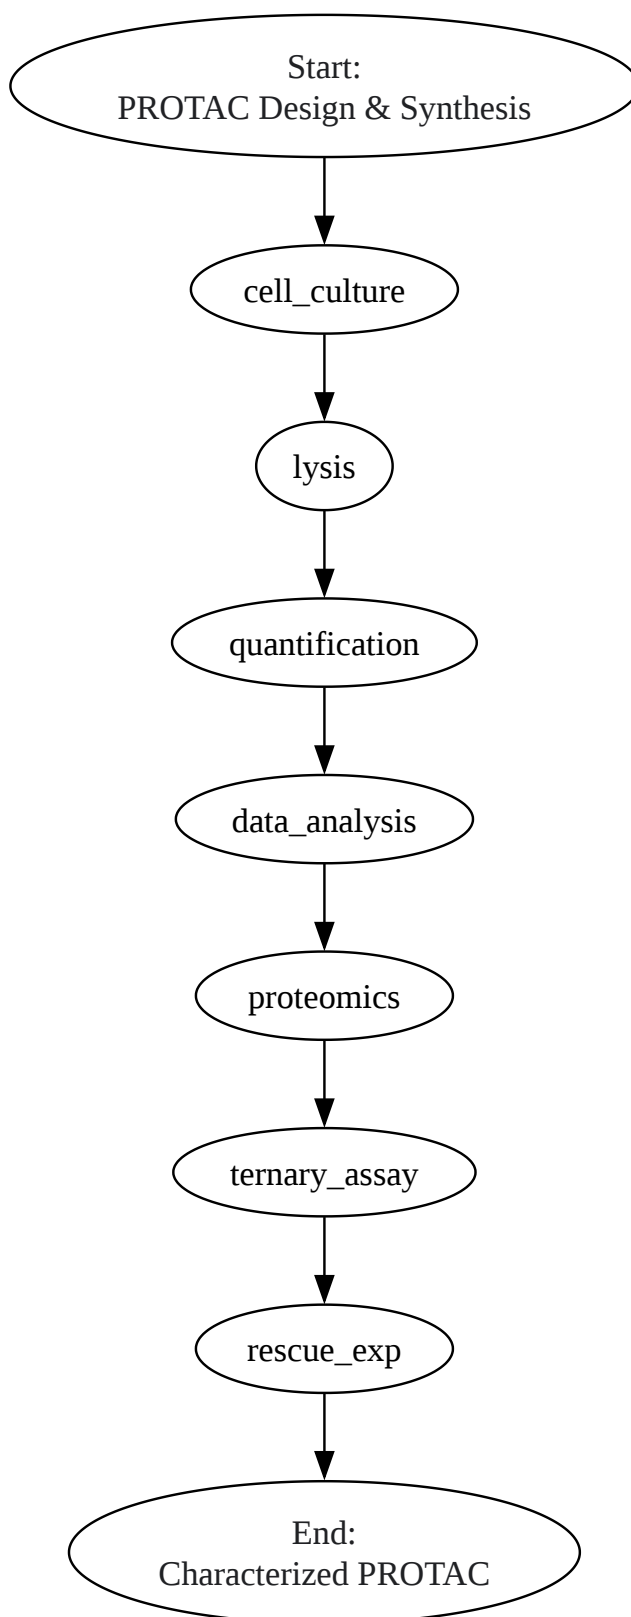 Start:
PROTAC Design & Synthesis
cell_culture
lysis
quantification
data_analysis
proteomics
ternary_assay
rescue_exp
End:
Characterized PROTAC